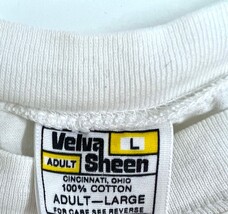 Velva L
ADULT Sheen
CINCINNATI, OHIO
100% COTTON
ADULT—LARGE
FOR CARE SEE REVERSE